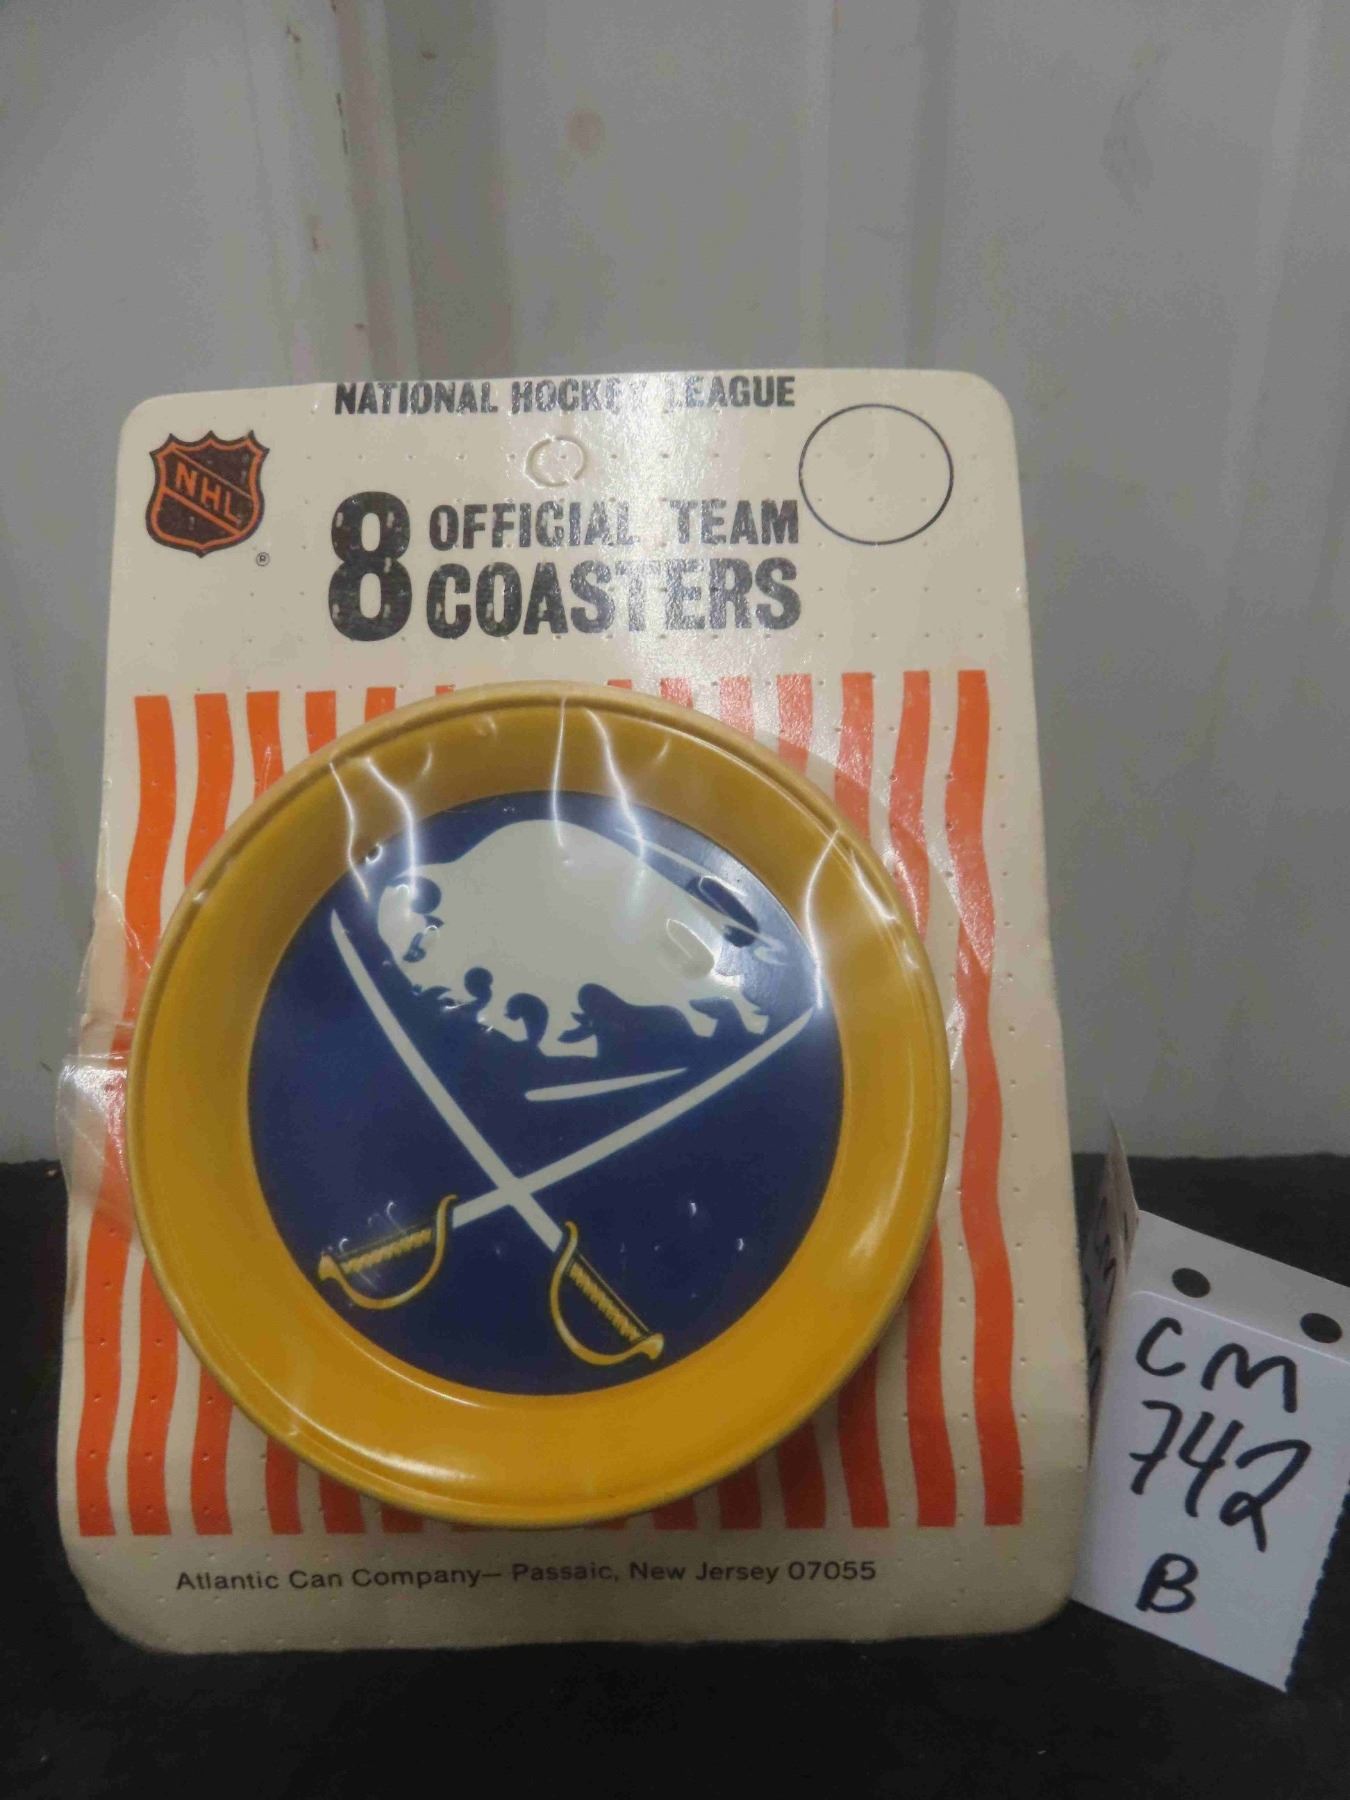 NATIONAL HOCKEY LEAGUE
NHL
®
8 OFFICIAL TEAM
COASTERS
Atlantic Can Company— Passaic, New Jersey 07055
CM
742
B